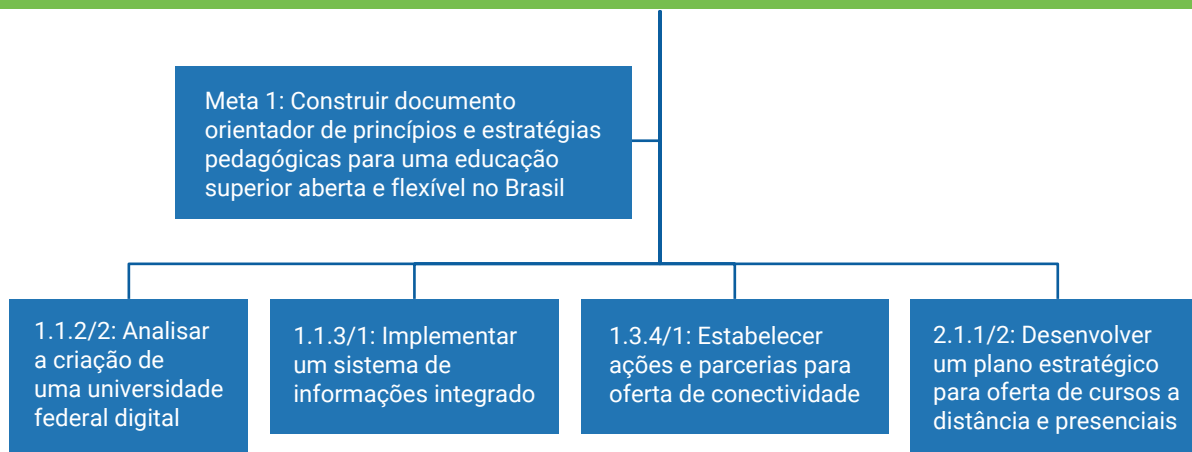 Meta 1: Construir documento
orientador de princípios e estratégias
pedagógicas para uma educação
superior aberta e flexível no Brasil
1.1.2/2: Analisar
a criação de
uma universidade
federal digital
1.1.3/1: Implementar
um sistema de
informações integrado
1.3.4/1: Estabelecer
ações e parcerias para
oferta de conectividade
2.1.1/2: Desenvolver
um plano estratégico
para oferta de cursos a
distância e presenciais